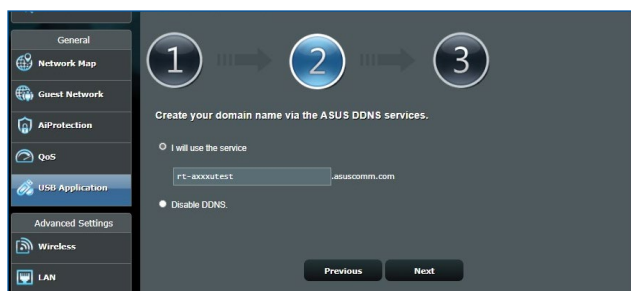 General
Network Map
Guest Network
AiProtection
QoS
USB Application
Advanced Settings
Wireless
LAN
1
2
3
Create your domain name via the ASUS DDNS services.
I will use the service
rt-axxxutest .asuscomm.com
Disable DDNS.
Previous Next